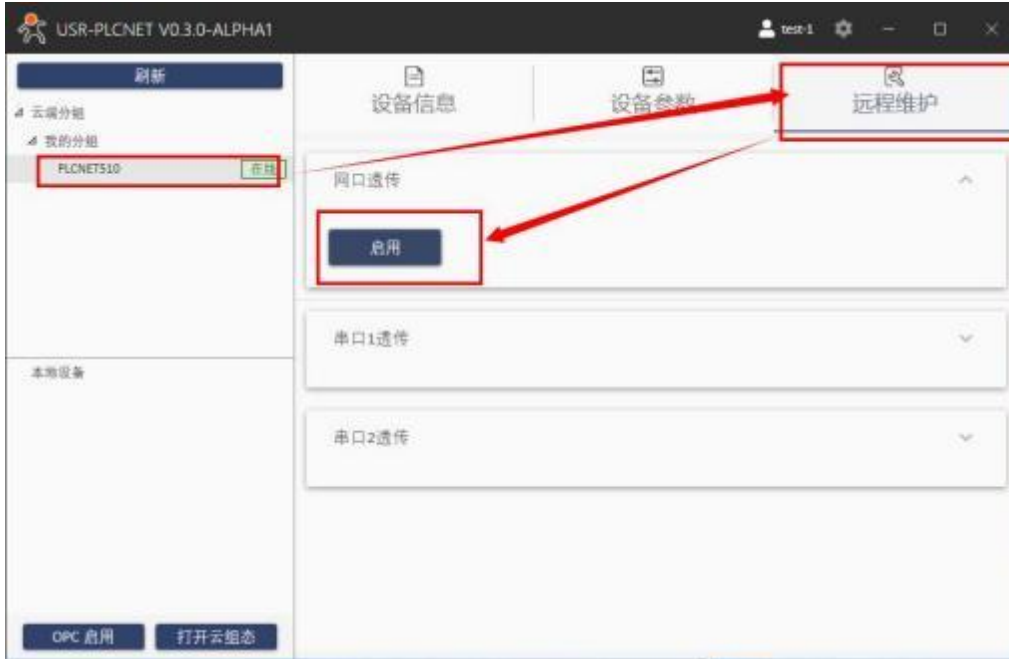 USR-PLCNET V0.3.0-ALPHA1
test-1
刷新
设备信息
设备参数
远程维护
云端分组
我的分组
PLCNET510
在线
网口透传
启用
串口1透传
本地设备
串口2透传
OPC 启用
打开云组态